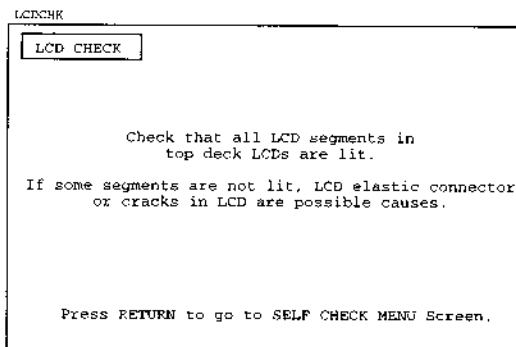 LCDCHK
LCD CHECK
Check that all LCD segments in
top deck LCDs are lit.
If some segments are not lit, LCD elastic connector
or cracks in LCD are possible causes.
Press RETURN to go to SELF CHECK MENU Screen.